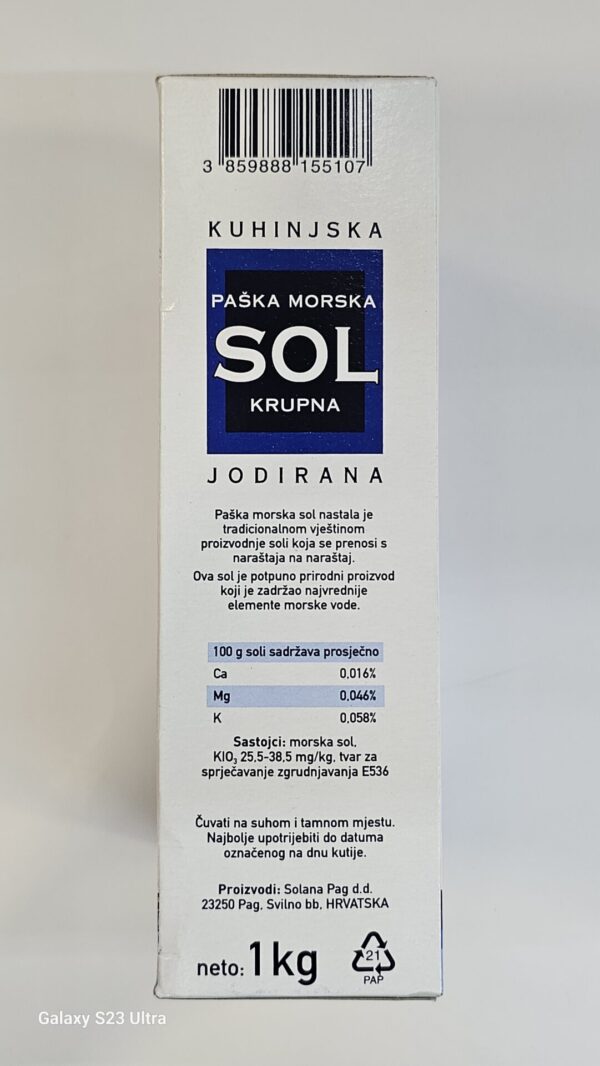 3 859888 155107
KUHINJSKA
PAŠKA MORSKA
SOL
KRUPNA
JODIRANA
Paška morska sol nastala je
tradicionalnom vještinom
proizvodnje soli koja se prenosi s
naraštaja na naraštaj.
Ova sol je potpuno prirodni proizvod
koji je zadržao najvrednije
elemente morske vode.
100 g soli sadržava prosječno
Ca 0,016%
Mg 0,046%
K 0,058%
Sastojci: morska sol,
KIO₃ 25,5-38,5 mg/kg, tvar za
sprječavanje zgrudnjavanja E536
Čuvati na suhom i tamnom mjestu.
Najbolje upotrijebiti do datuma
označenog na dnu kutije.
Proizvodi: Solana Pag d.d.
23250 Pag, Svilno bb, HRVATSKA
neto: 1 kg
21
PAP
Galaxy S23 Ultra